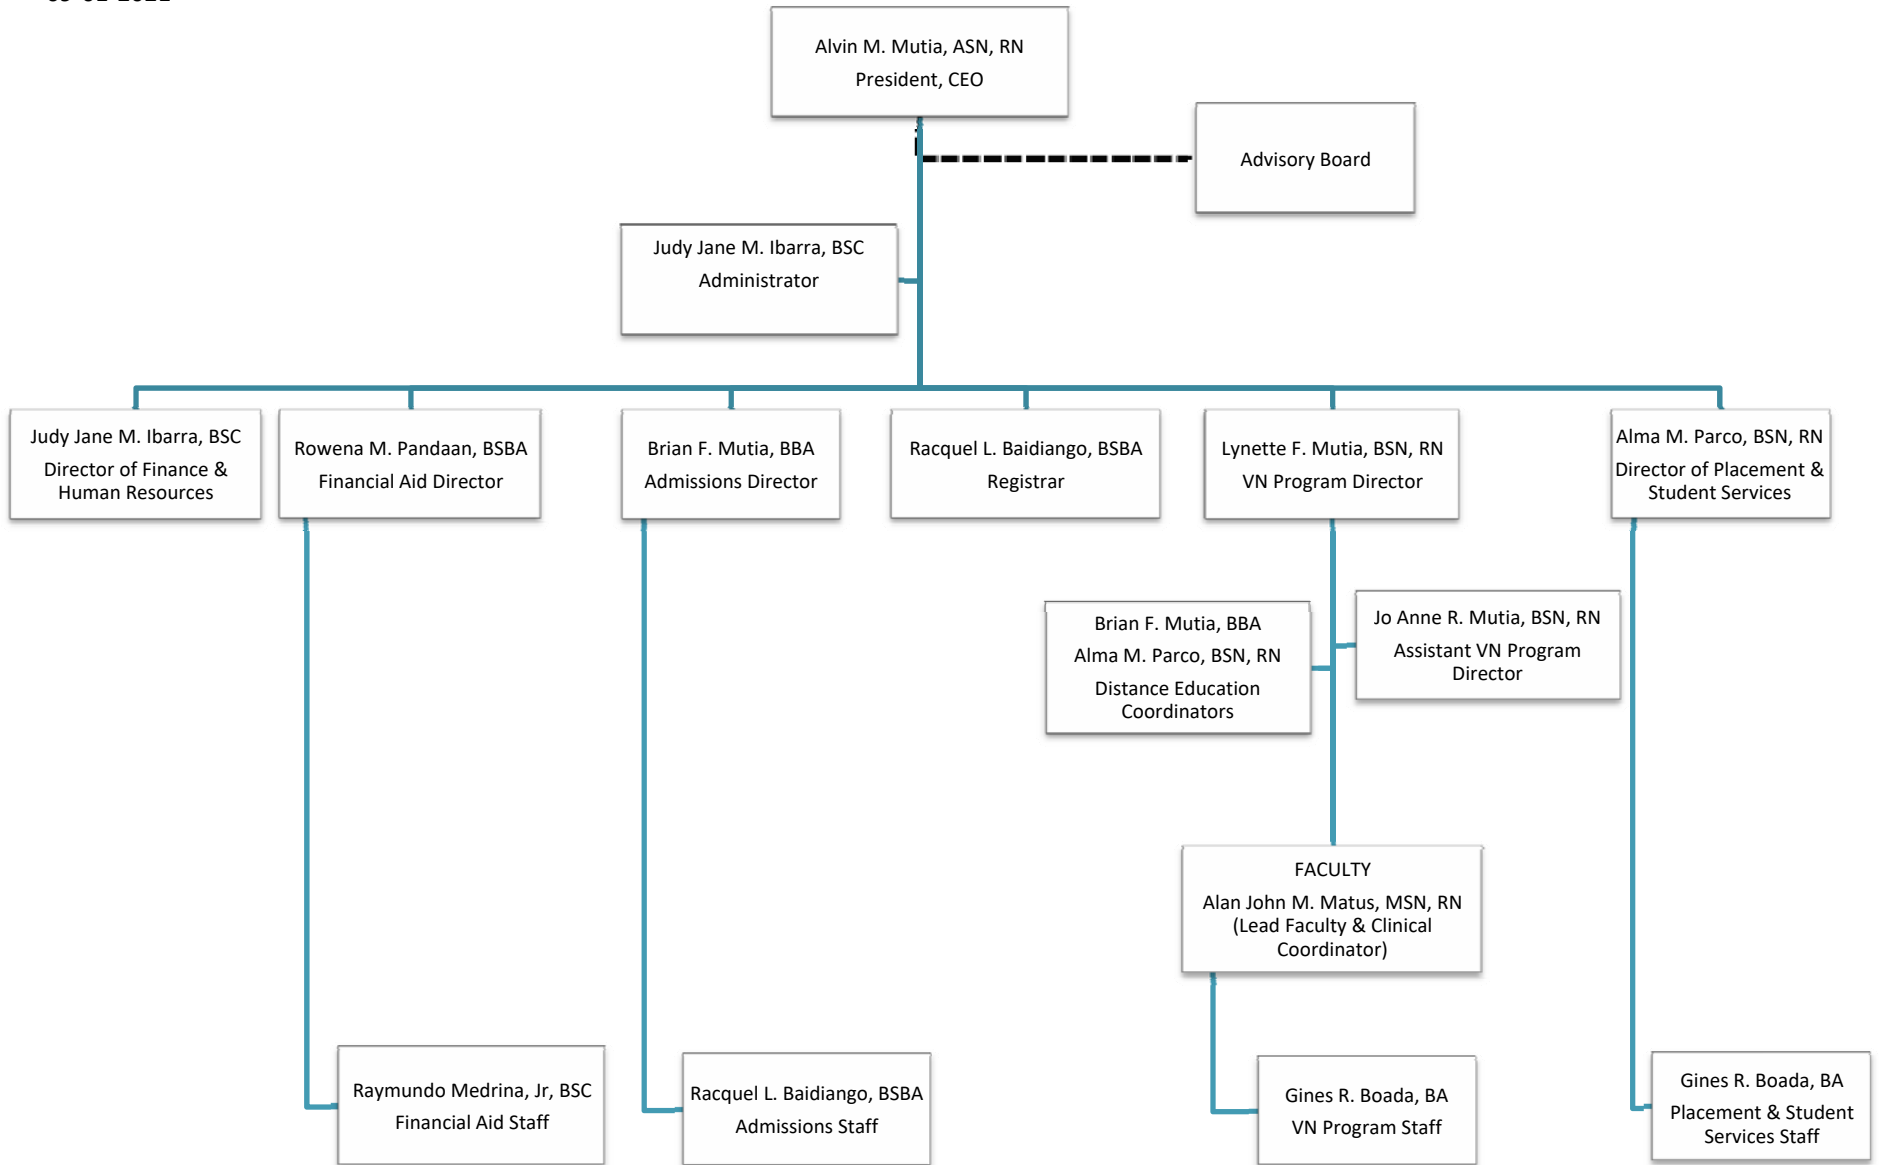 Alvin M. Mutia, ASN, RN
President, CEO
Advisory Board
Judy Jane M. Ibarra, BSC
Administrator
Judy Jane M. Ibarra, BSC
Director of Finance &
Human Resources
Rowena M. Pandaan, BSBA
Financial Aid Director
Brian F. Mutia, BBA
Admissions Director
Racquel L. Baidiango, BSBA
Registrar
Lynette F. Mutia, BSN, RN
VN Program Director
Alma M. Parco, BSN, RN
Director of Placement &
Student Services
Brian F. Mutia, BBA
Alma M. Parco, BSN, RN
Distance Education
Coordinators
Jo Anne R. Mutia, BSN, RN
Assistant VN Program
Director
FACULTY
Alan John M. Matus, MSN, RN
(Lead Faculty & Clinical
Coordinator)
Raymundo Medrina, Jr, BSC
Financial Aid Staff
Racquel L. Baidiango, BSBA
Admissions Staff
Gines R. Boada, BA
VN Program Staff
Gines R. Boada, BA
Placement & Student
Services Staff